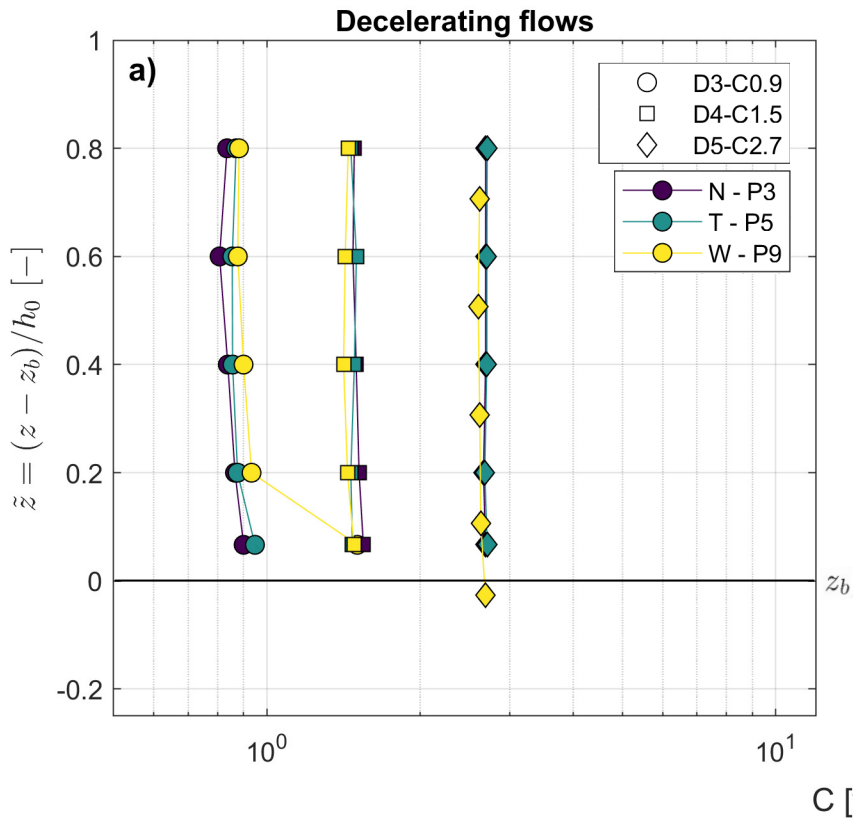 Decelerating flows
a)
D3-C0.9
D4-C1.5
D5-C2.7
N - P3
T - P5
W - P9
1
0.8
0.6
0.4
0.2
0
-0.2
z̃ = (z − z_b)/h_0 [−]
z_b
10^0
10^1
C [